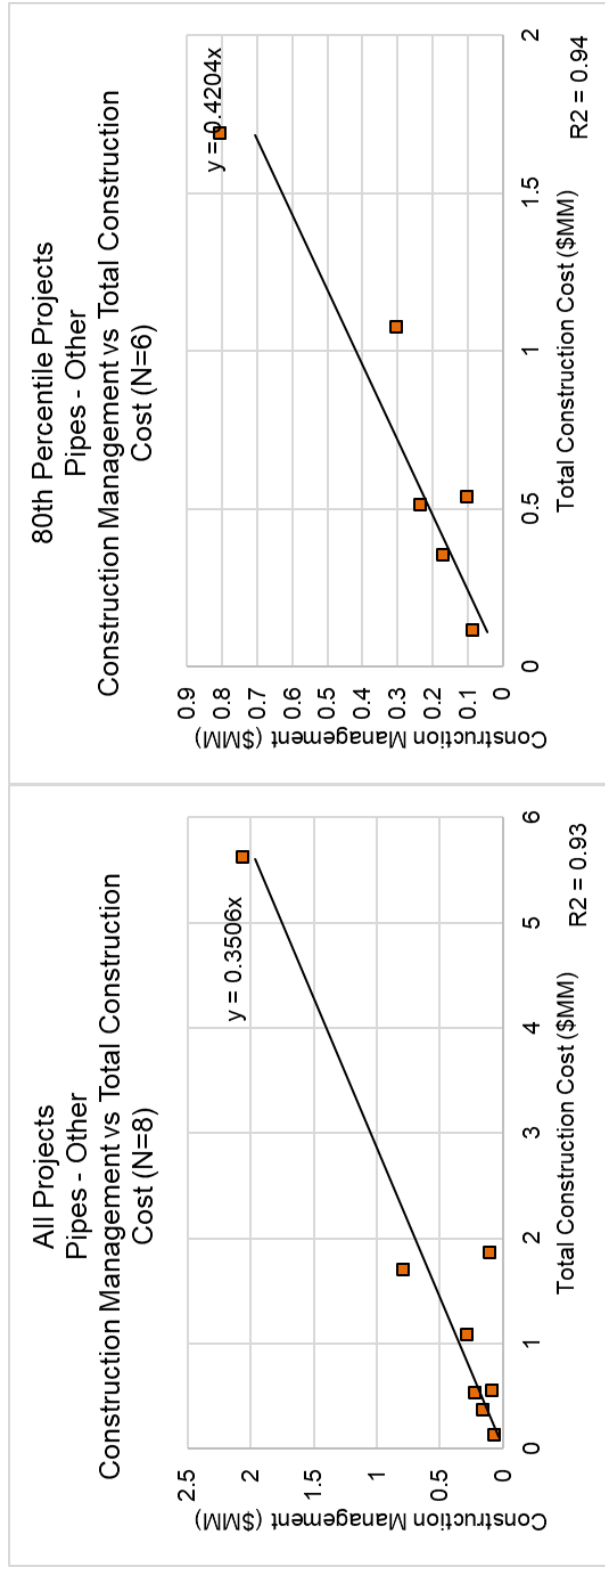 All Projects
Pipes - Other
Construction Management vs Total Construction
Cost (N=8)
Construction Management
($MM)
2.5
2
1.5
1
0.5
0
y = 0.3506x
0 1 2 3 4 5 6
Total Construction Cost ($MM)
R2 = 0.93
80th Percentile Projects
Pipes - Other
Construction Management vs Total Construction
Cost (N=6)
Construction Management ($MM)
0.9
0.8
0.7
0.6
0.5
0.4
0.3
0.2
0.1
0
y = 0.4204x
0 0.5 1 1.5 2
Total Construction Cost ($MM)
R2 = 0.94